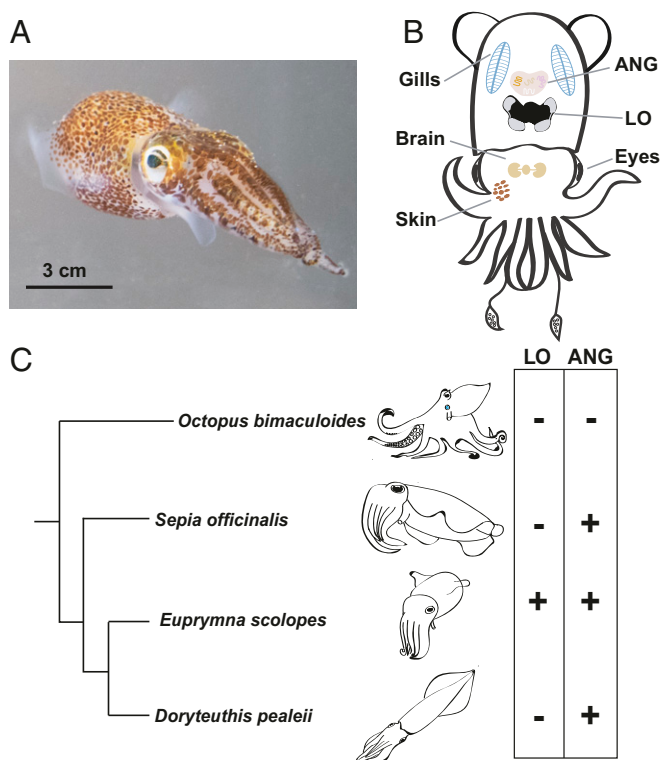 A
3 cm
B
Gills
ANG
LO
Brain
Eyes
Skin
C
LO ANG
Octopus bimaculoides - -
Sepia officinalis - +
Euprymna scolopes + +
Doryteuthis pealeii - +